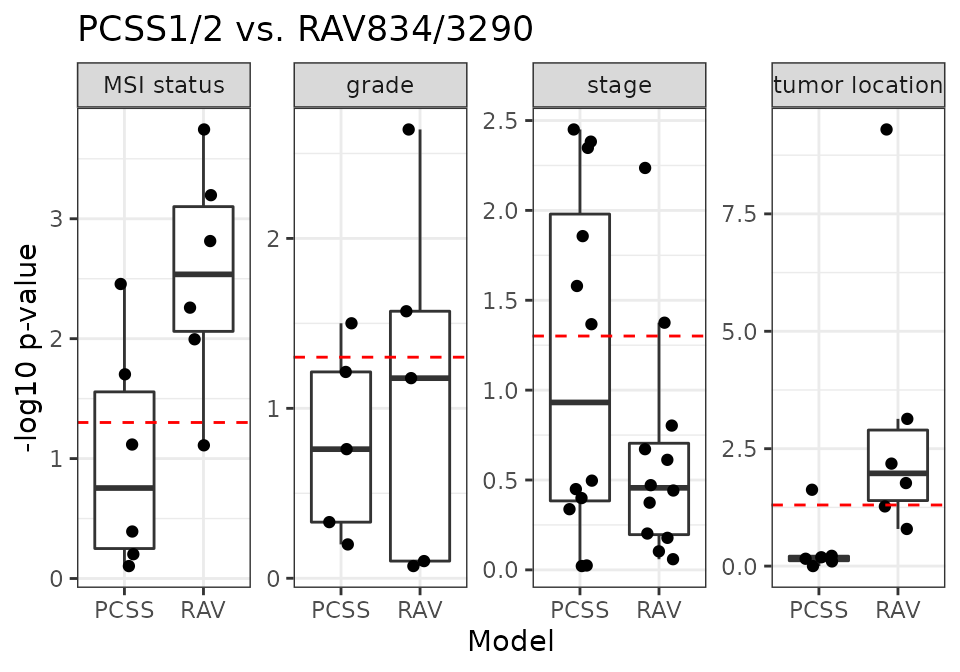 PCSS1/2 vs. RAV834/3290
MSI status
grade
stage
tumor location
-log10 p-value
3
2
1
0
2
1
0
2.5
2.0
1.5
1.0
0.5
0.0
7.5
5.0
2.5
0.0
PCSS RAV
PCSS RAV
PCSS RAV
PCSS RAV
Model